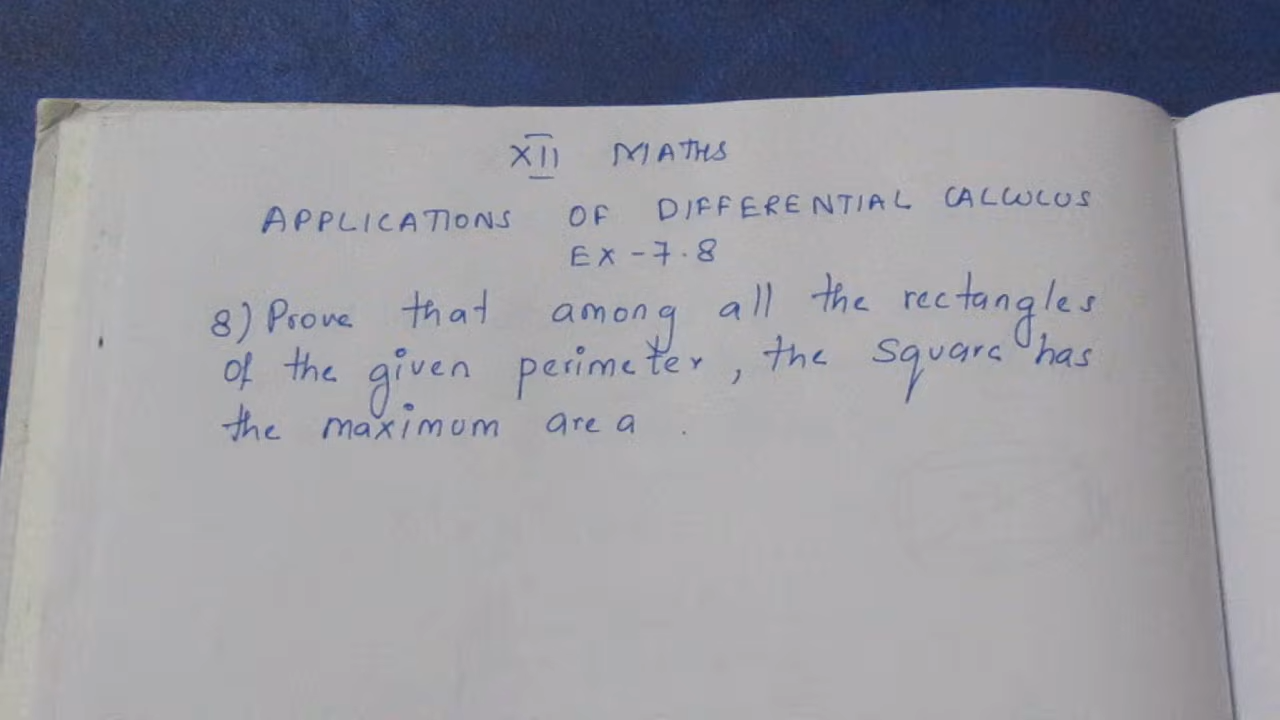 XII MATHS
APPLICATIONS OF DIFFERENTIAL CALCULUS
EX - 7.8
8) Prove that among all the rectangles
of the given perimeter, the square has
the maximum area.